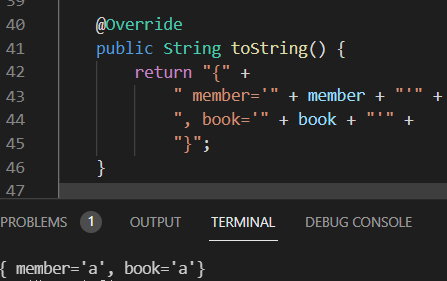 39
40 @Override
41 public String toString() {
42 return "{" +
43 " member='" + member + "'" +
44 ", book='" + book + "'" +
45 "}";
46 }
47
PROBLEMS 1 OUTPUT TERMINAL DEBUG CONSOLE
{ member='a', book='a'}